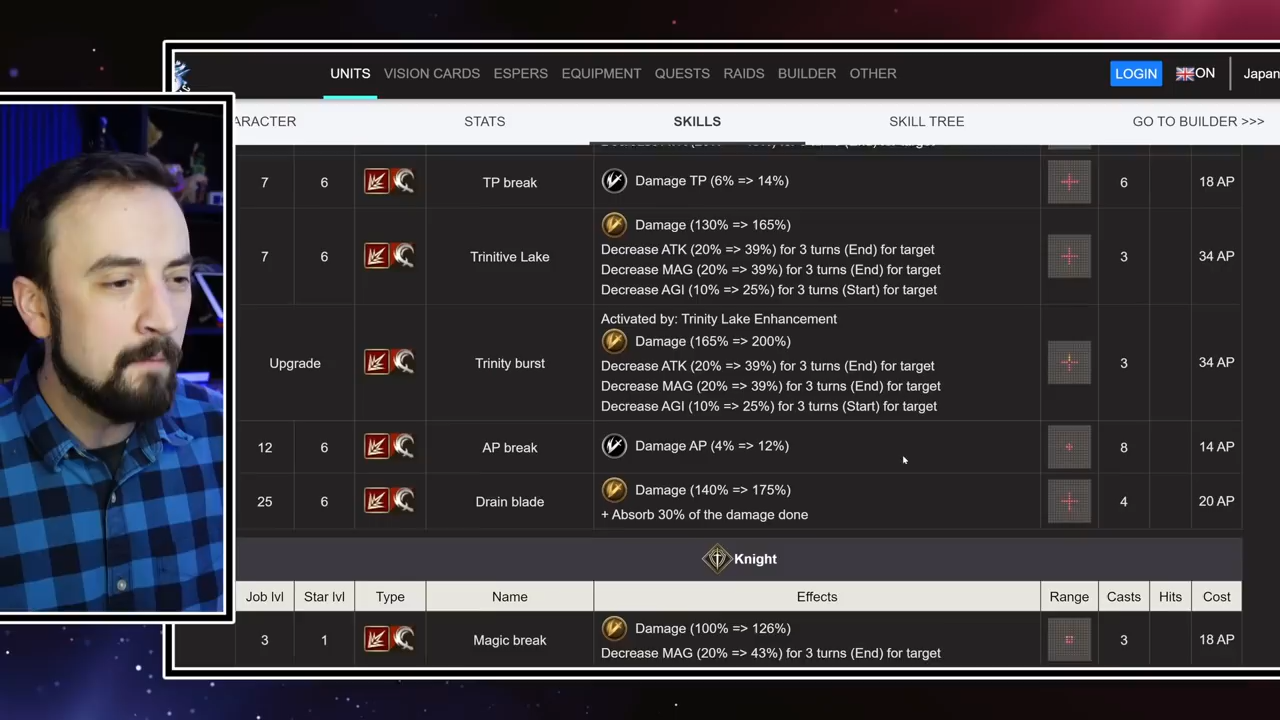 UNITS VISION CARDS ESPERS EQUIPMENT QUESTS RAIDS BUILDER OTHER LOGIN ON Japan
ARACTER STATS SKILLS SKILL TREE GO TO BUILDER >>>
7 6 TP break Damage TP (6% => 14%) 6 18 AP
Damage (130% => 165%)
Decrease ATK (20% => 39%) for 3 turns (End) for target
7 6 Trinitive Lake 3 34 AP
Decrease MAG (20% => 39%) for 3 turns (End) for target
Decrease AGI (10% => 25%) for 3 turns (Start) for target
Activated by: Trinity Lake Enhancement
Damage (165% => 200%)
Upgrade Trinity burst 3 34 AP
Decrease ATK (20% => 39%) for 3 turns (End) for target
Decrease MAG (20% => 39%) for 3 turns (End) for target
Decrease AGI (10% => 25%) for 3 turns (Start) for target
12 6 AP break Damage AP (4% => 12%) 8 14 AP
Damage (140% => 175%)
25 6 Drain blade 4 20 AP
+ Absorb 30% of the damage done
Knight
Job lvl Star lvl Type Name Effects Range Casts Hits Cost
Damage (100% => 126%)
3 1 Magic break 3 18 AP
Decrease MAG (20% => 43%) for 3 turns (End) for target